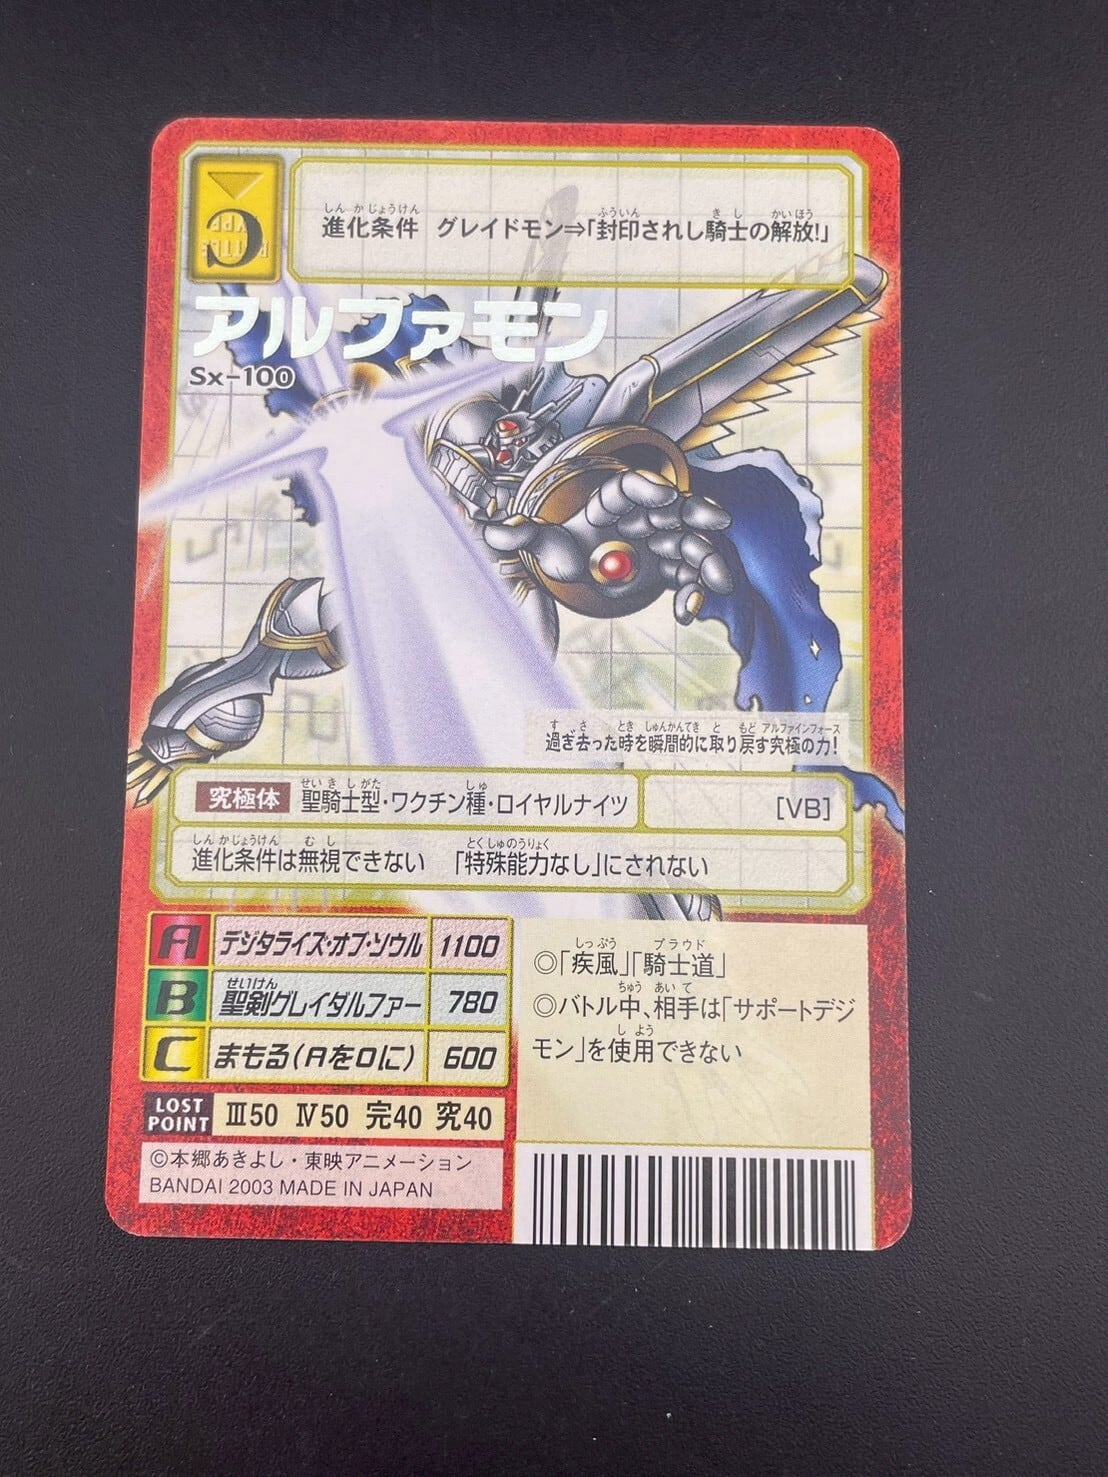 C
進化条件 グレイドモン⇒「封印されし騎士の解放!」
アルファモン
Sx-100
過ぎ去った時を瞬間的に取り戻す究極の力!
究極体 聖騎士型・ワクチン種・ロイヤルナイツ [VB]
進化条件は無視できない 「特殊能力なし」にされない
A デジタライズ・オブ・ソウル 1100
B 聖剣グレイダルファー 780
C まもる(Aを0に) 600
LOST POINT Ⅲ50 Ⅳ50 完40 究40
©本郷あきよし・東映アニメーション
BANDAI 2003 MADE IN JAPAN
◎「疾風」「騎士道」
◎バトル中、相手は「サポートデジ
モン」を使用できない